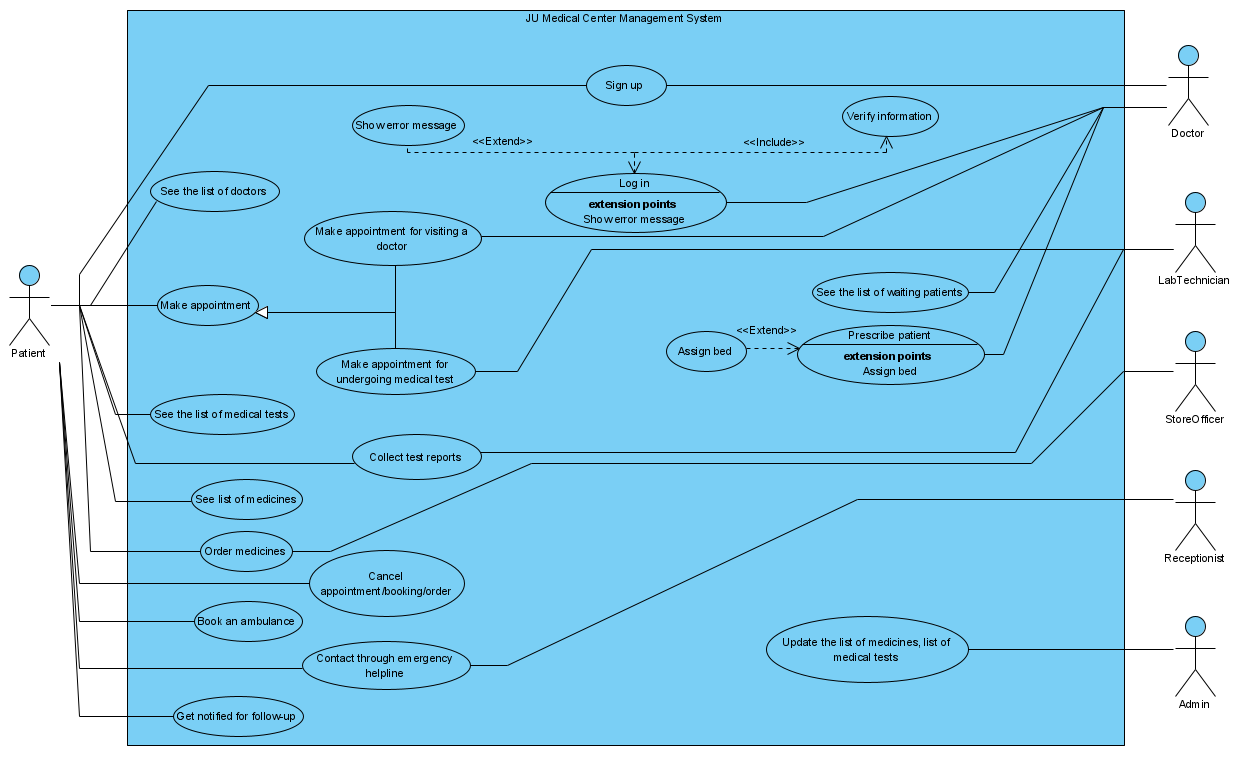 JU Medical Center Management System
Sign up
Show error message
Verify information
<<Extend>>
<<Include>>
Doctor
Log in
extension points
Show error message
See the list of doctors
Make appointment for visiting a
doctor
LabTechnician
See the list of waiting patients
Make appointment
Patient
<<Extend>>
Prescribe patient
Assign bed
extension points
Assign bed
Make appointment for
undergoing medical test
See the list of medical tests
StoreOfficer
Collect test reports
See list of medicines
Order medicines
Receptionist
Cancel
appointment/booking/order
Book an ambulance
Contact through emergency
helpline
Update the list of medicines, list of
medical tests
Admin
Get notified for follow-up